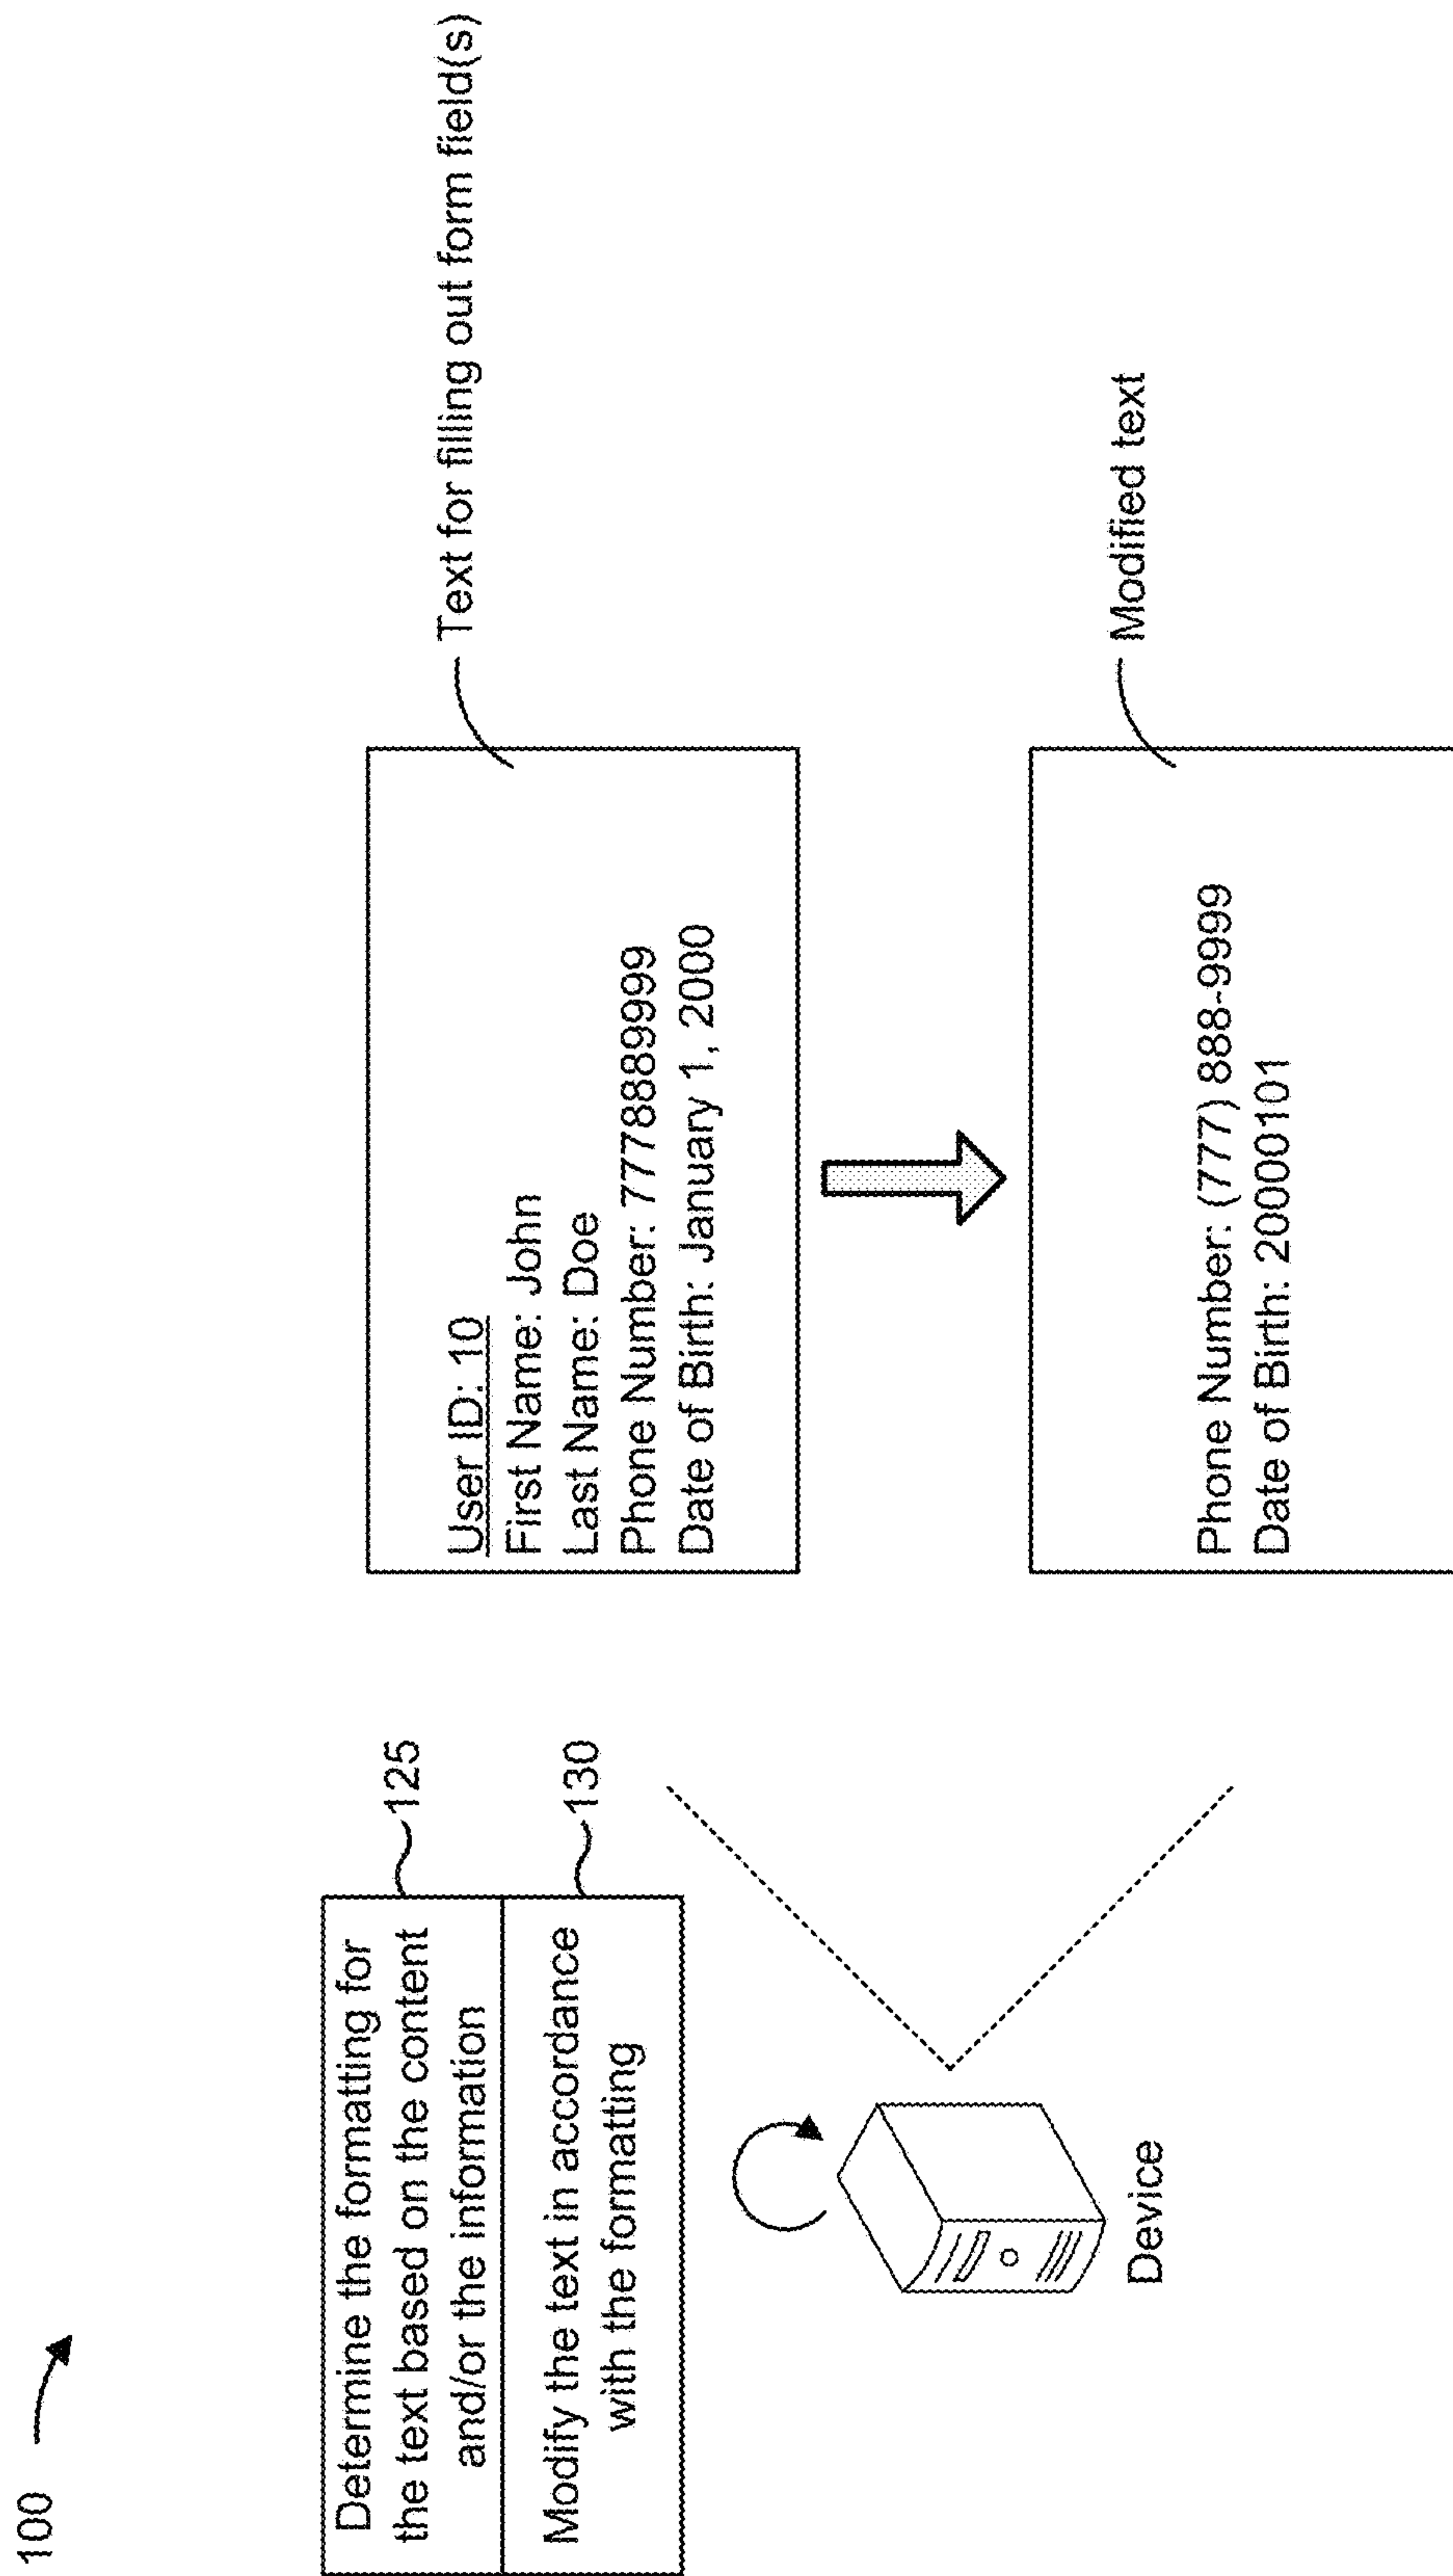 100
Determine the formatting for
the text based on the content
and/or the information
125
Modify the text in accordance
with the formatting
130
Device
Text for filling out form field(s)
User ID: 10
First Name: John
Last Name: Doe
Phone Number: 7778889999
Date of Birth: January 1, 2000
Modified text
Phone Number: (777) 888-9999
Date of Birth: 20000101